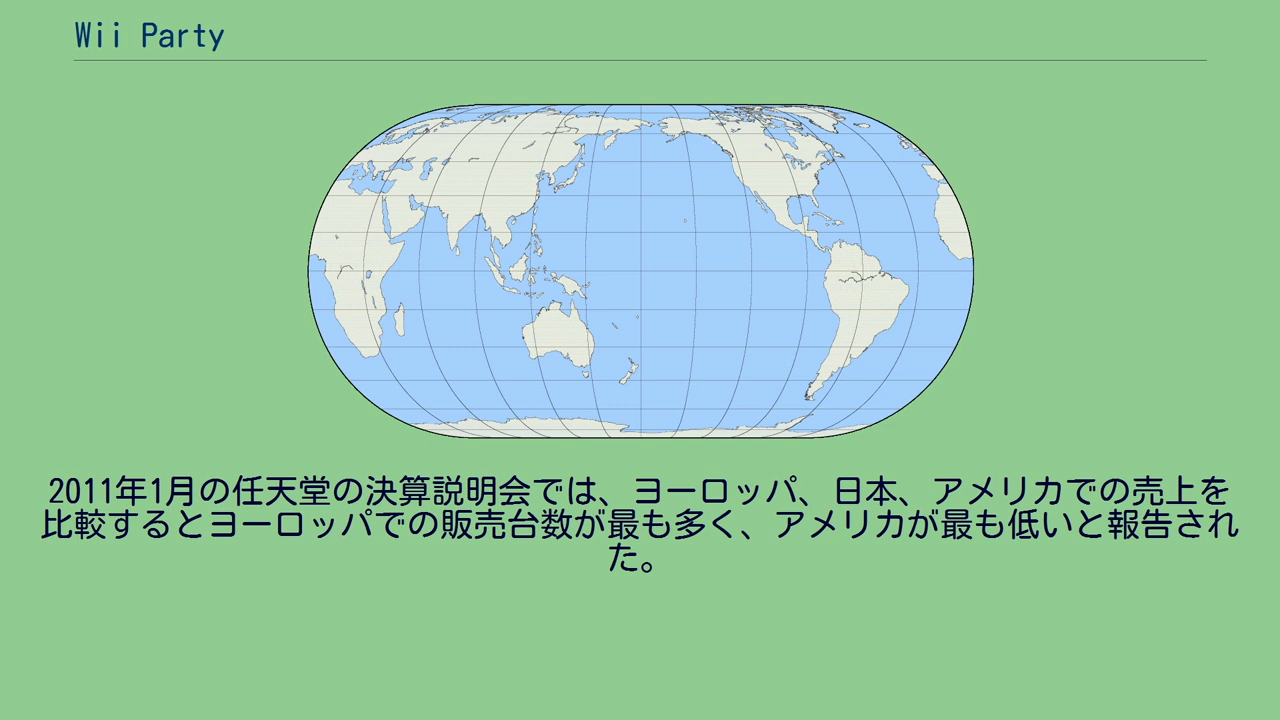 Wii Party
2011年1月の任天堂の決算説明会では、ヨーロッパ、日本、アメリカでの売上を
比較するとヨーロッパでの販売台数が最も多く、アメリカが最も低いと報告され
た。